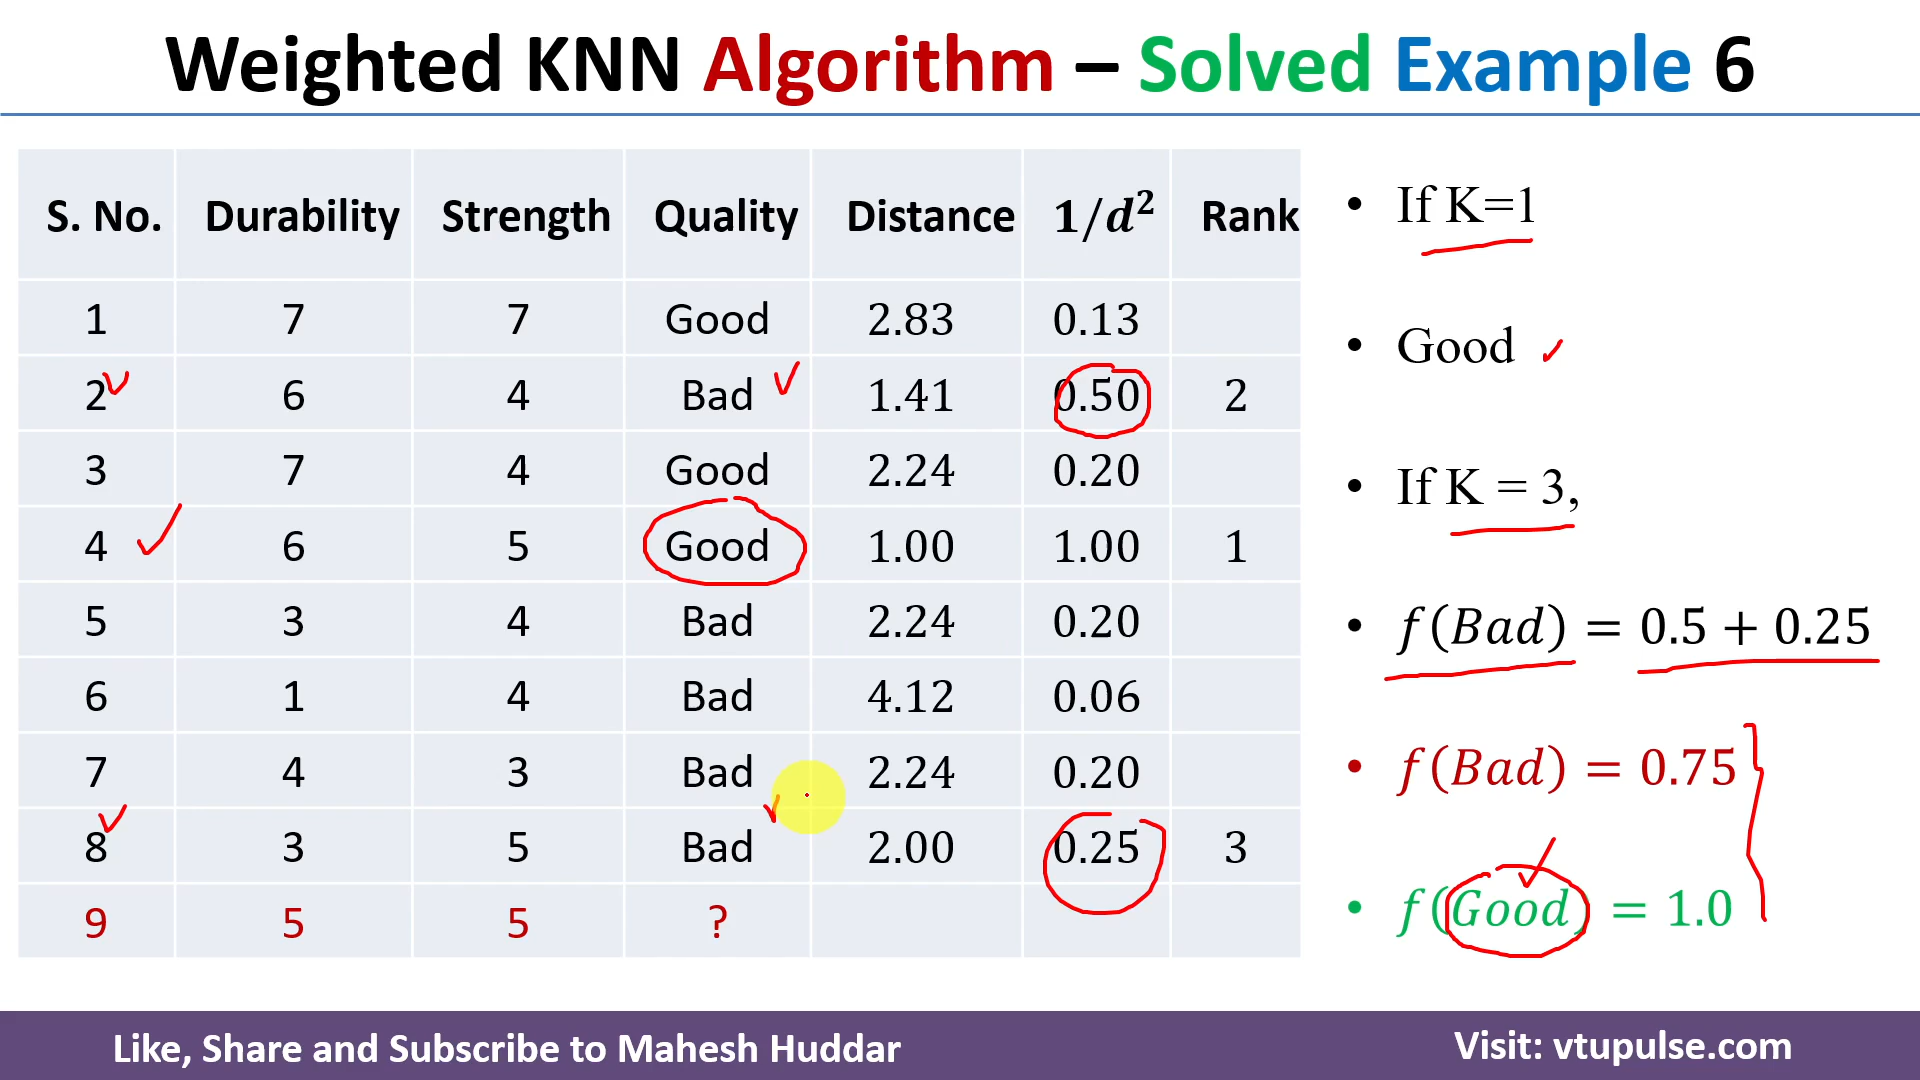 Weighted KNN Algorithm – Solved Example 6
S. No. Durability Strength Quality Distance 1/d² Rank
1 7 7 Good 2.83 0.13
2 6 4 Bad 1.41 0.50 2
3 7 4 Good 2.24 0.20
4 6 5 Good 1.00 1.00 1
5 3 4 Bad 2.24 0.20
6 1 4 Bad 4.12 0.06
7 4 3 Bad 2.24 0.20
8 3 5 Bad 2.00 0.25 3
9 5 5 ?
• If K=1
• Good
• If K = 3,
• f(Bad) = 0.5 + 0.25
• f(Bad) = 0.75
• f(Good) = 1.0
Like, Share and Subscribe to Mahesh Huddar
Visit: vtupulse.com